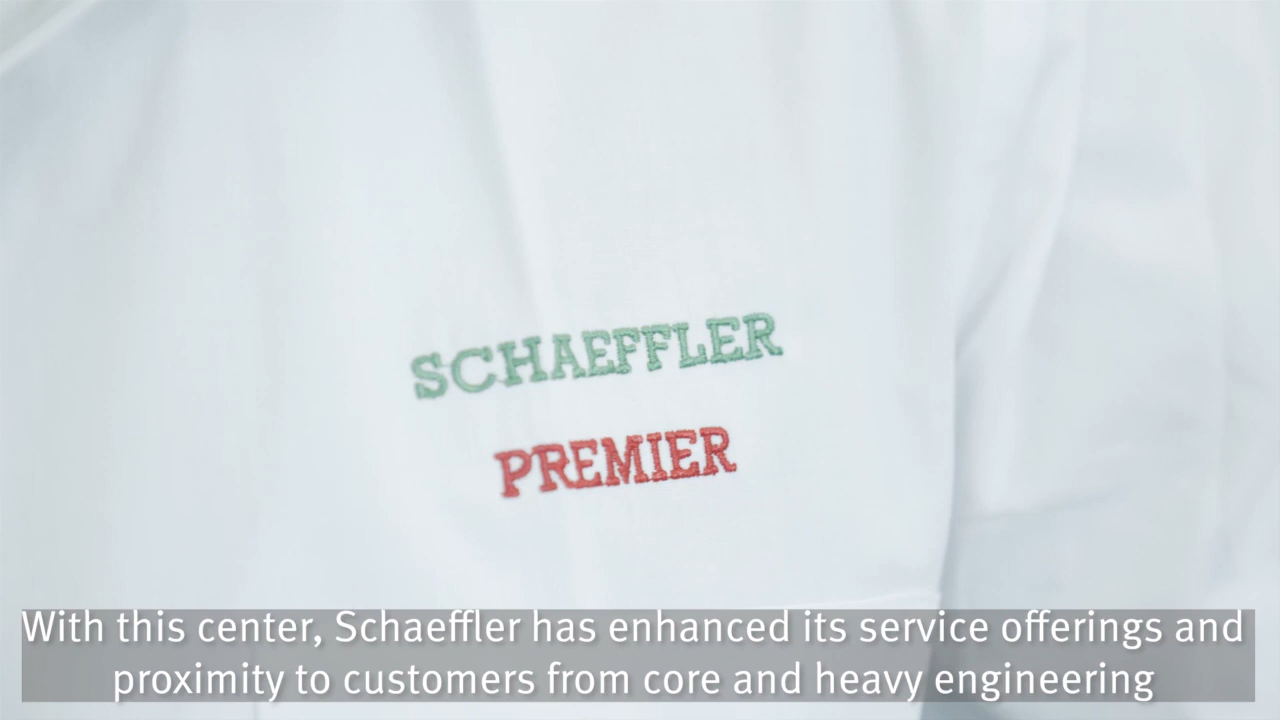 SCHAEFFLER
PREMIER
With this center, Schaeffler has enhanced its service offerings and
proximity to customers from core and heavy engineering